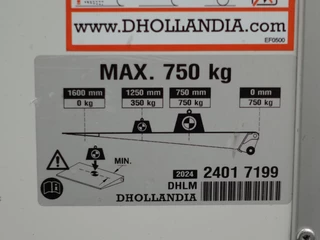 www.DHOLLANDIA.com
EF0500
MAX. 750 kg
1600 mm 1250 mm 750 mm 0 mm
0 kg 350 kg 750 kg 750 kg
MIN.
2024 2401 7199
DHLM
DHOLLANDIA